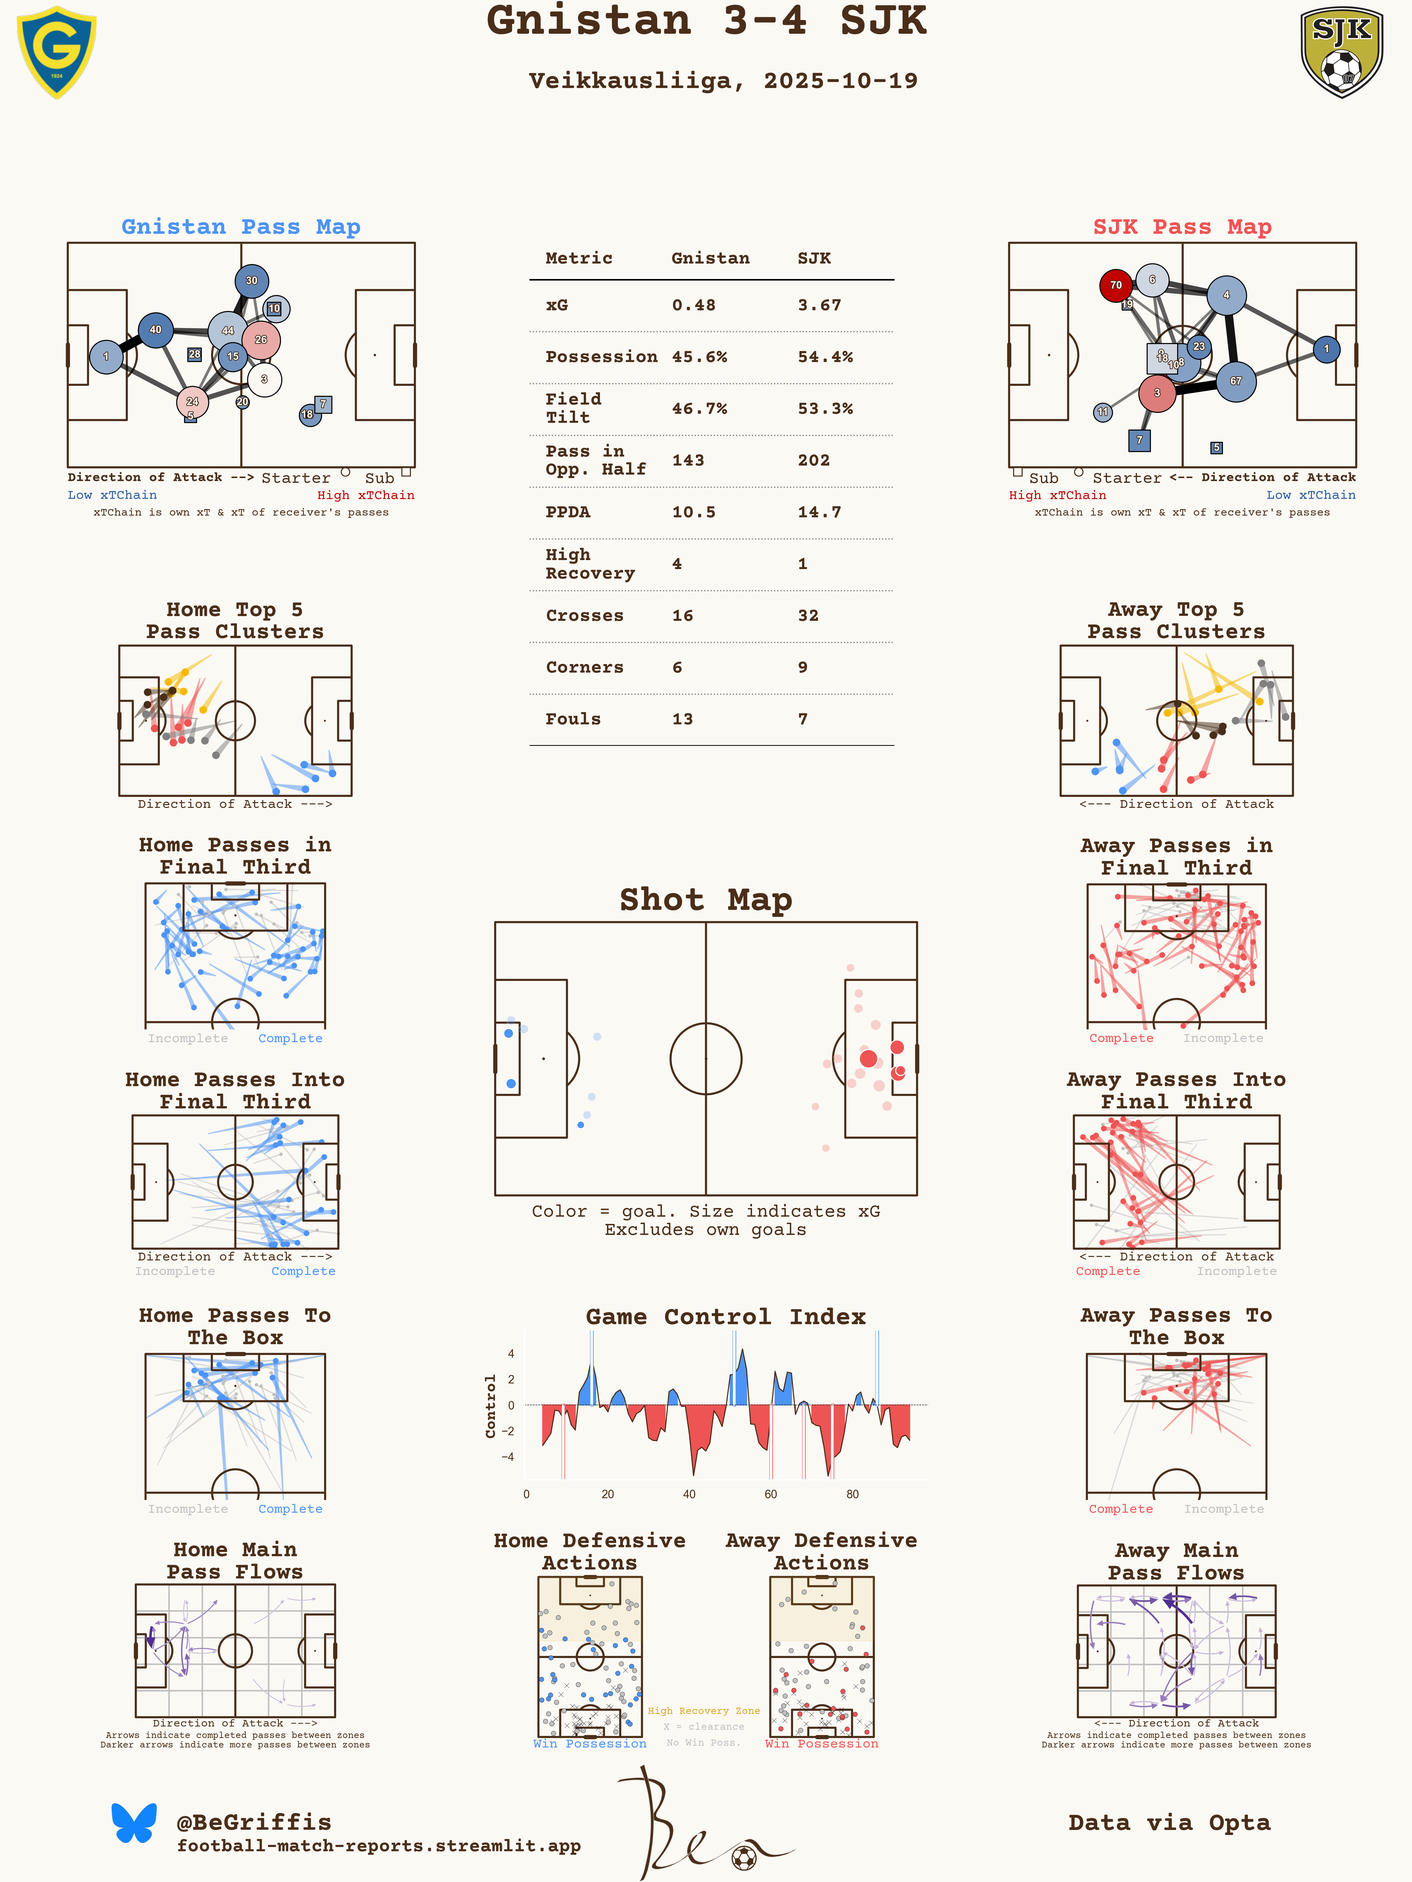 Gnistan 3-4 SJK
Veikkausliiga, 2025-10-19
G
1924
SJK
Gnistan Pass Map
30
10
40
44
26
1
28
15
3
24
5
20
18
7
Direction of Attack --> Starter Sub
Low xTChain High xTChain
xTChain is own xT & xT of receiver's passes
Metric Gnistan SJK
xG 0.48 3.67
Possession 45.6% 54.4%
Field
Tilt 46.7% 53.3%
Pass in
Opp. Half 143 202
PPDA 10.5 14.7
High
Recovery 4 1
Crosses 16 32
Corners 6 9
Fouls 13 7
SJK Pass Map
70
6
4
19
23
1
18
10
8
67
3
11
7
5
Sub Starter <-- Direction of Attack
High xTChain Low xTChain
xTChain is own xT & xT of receiver's passes
Home Top 5
Pass Clusters
Direction of Attack --->
Away Top 5
Pass Clusters
<--- Direction of Attack
Home Passes in
Final Third
Incomplete Complete
Away Passes in
Final Third
Complete Incomplete
Shot Map
Color = goal. Size indicates xG
Excludes own goals
Home Passes Into
Final Third
Direction of Attack --->
Incomplete Complete
Away Passes Into
Final Third
<--- Direction of Attack
Complete Incomplete
Home Passes To
The Box
Incomplete Complete
Game Control Index
Control
4
2
0
−2
−4
0 20 40 60 80
Away Passes To
The Box
Complete Incomplete
Home Main
Pass Flows
Direction of Attack --->
Arrows indicate completed passes between zones
Darker arrows indicate more passes between zones
Home Defensive
Actions
Win Possession
Away Defensive
Actions
Win Possession
High Recovery Zone
X = clearance
No Win Poss.
Away Main
Pass Flows
<--- Direction of Attack
Arrows indicate completed passes between zones
Darker arrows indicate more passes between zones
@BeGriffis
football-match-reports.streamlit.app
Ben
Data via Opta